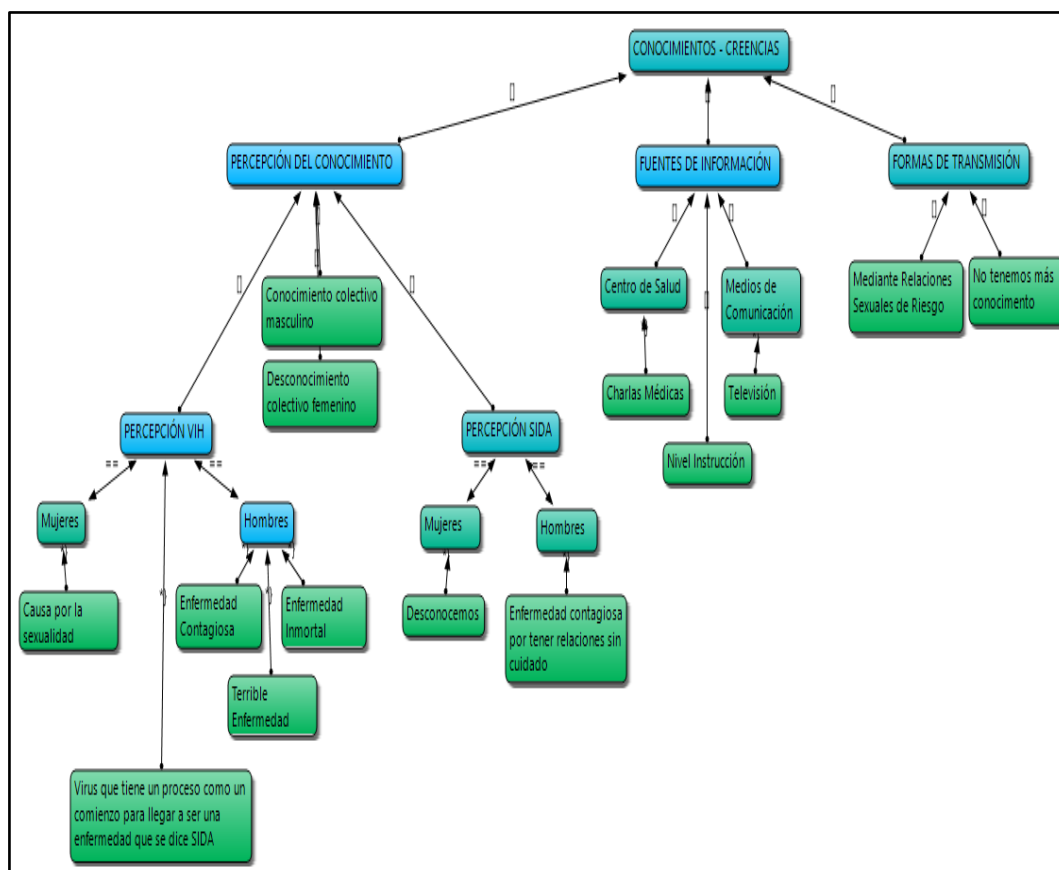 CONOCIMIENTOS - CREENCIAS
PERCEPCIÓN DEL CONOCIMIENTO
FUENTES DE INFORMACIÓN
FORMAS DE TRANSMISIÓN
Conocimiento colectivo
masculino
Desconocimiento
colectivo femenino
Centro de Salud
Medios de
Comunicación
Mediante Relaciones
Sexuales de Riesgo
No tenemos más
conocimento
Charlas Médicas
Televisión
Nivel Instrucción
PERCEPCIÓN VIH
PERCEPCIÓN SIDA
== ==
== ==
Mujeres
Hombres
Mujeres
Hombres
Causa por la
sexualidad
Enfermedad
Contagiosa
Enfermedad
Inmortal
Terrible
Enfermedad
Desconocemos
Enfermedad contagiosa
por tener relaciones sin
cuidado
Virus que tiene un proceso como un
comienzo para llegar a ser una
enfermedad que se dice SIDA